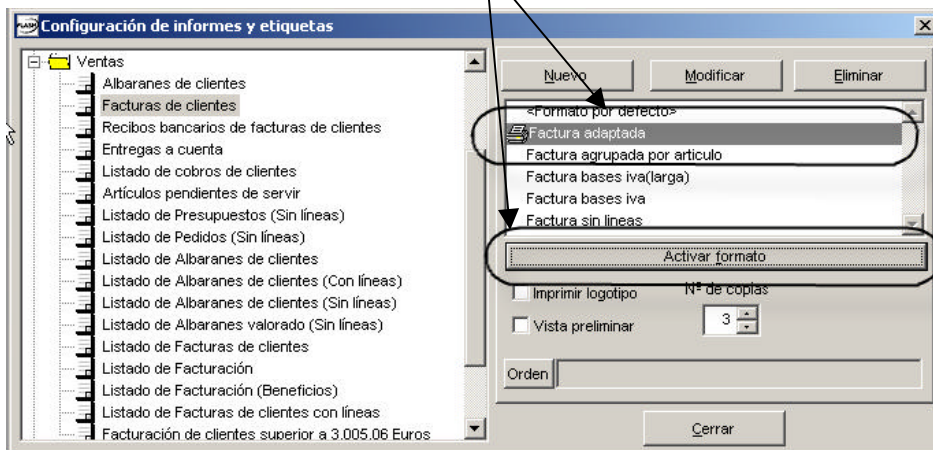 FLASH
Configuración de informes y etiquetas
Ventas
Albaranes de clientes
Facturas de clientes
Recibos bancarios de facturas de clientes
Entregas a cuenta
Listado de cobros de clientes
Artículos pendientes de servir
Listado de Presupuestos (Sin líneas)
Listado de Pedidos (Sin líneas)
Listado de Albaranes de clientes
Listado de Albaranes de clientes (Con líneas)
Listado de Albaranes de clientes (Sin líneas)
Listado de Albaranes valorado (Sin líneas)
Listado de Facturas de clientes
Listado de Facturación
Listado de Facturación (Beneficios)
Listado de Facturas de clientes con líneas
Facturación de clientes superior a 3.005.06 Euros
Nuevo Modificar Eliminar
<Formato por defecto>
Factura adaptada
Factura agrupada por articulo
Factura bases iva(larga)
Factura bases iva
Factura sin lineas
Activar formato
Imprimir logotipo Nº de copias
Vista preliminar 3
Orden
Cerrar